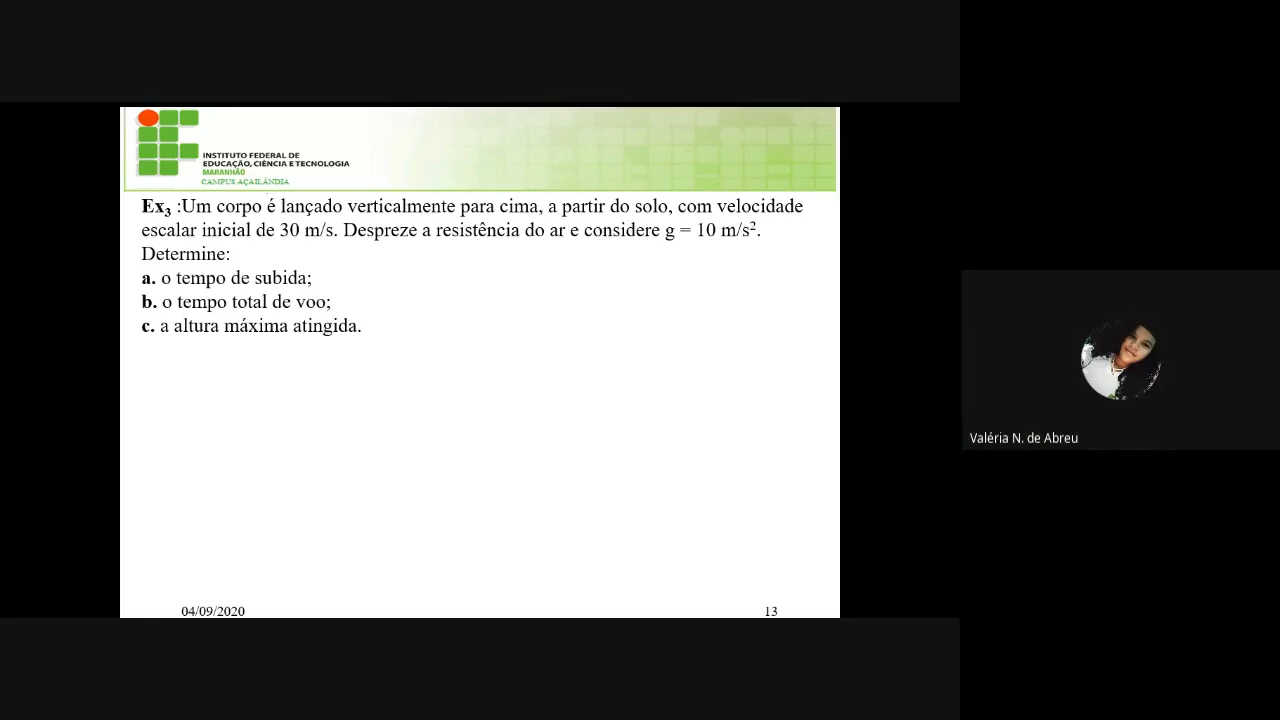 INSTITUTO FEDERAL DE
EDUCAÇÃO, CIÊNCIA E TECNOLOGIA
MARANHÃO
CAMPUS AÇAILÂNDIA
Ex3 :Um corpo é lançado verticalmente para cima, a partir do solo, com velocidade
escalar inicial de 30 m/s. Despreze a resistência do ar e considere g = 10 m/s².
Determine:
a. o tempo de subida;
b. o tempo total de voo;
c. a altura máxima atingida.
Valéria N. de Abreu
04/09/2020
13